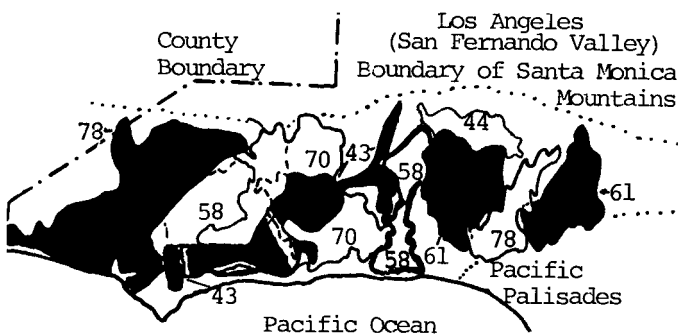 Los Angeles
(San Fernando Valley)
County
Boundary
Boundary of Santa Monica
Mountains
78
44
70
43
58
58
61
70
58
61
78
43
Pacific
Palisades
Pacific Ocean